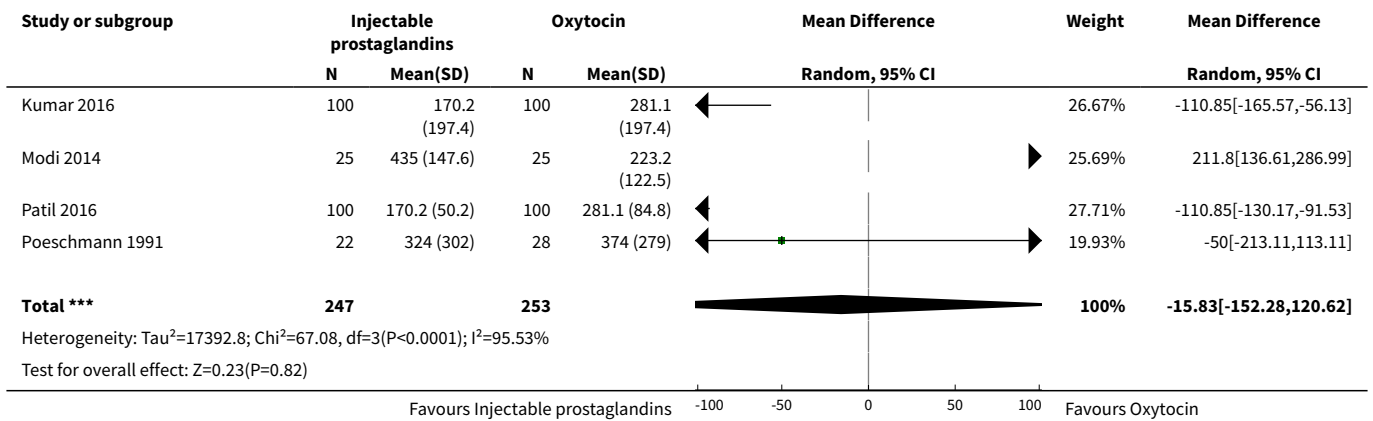 Study or subgroup Injectable prostaglandins Oxytocin Mean Difference Weight Mean Difference
N Mean(SD) N Mean(SD) Random, 95% CI Random, 95% CI
Kumar 2016 100 170.2 (197.4) 100 281.1 (197.4) 26.67% -110.85[-165.57,-56.13]
Modi 2014 25 435 (147.6) 25 223.2 (122.5) 25.69% 211.8[136.61,286.99]
Patil 2016 100 170.2 (50.2) 100 281.1 (84.8) 27.71% -110.85[-130.17,-91.53]
Poeschmann 1991 22 324 (302) 28 374 (279) 19.93% -50[-213.11,113.11]
Total *** 247 253 100% -15.83[-152.28,120.62]
Heterogeneity: Tau²=17392.8; Chi²=67.08, df=3(P<0.0001); I²=95.53%
Test for overall effect: Z=0.23(P=0.82)
Favours Injectable prostaglandins -100 -50 0 50 100 Favours Oxytocin